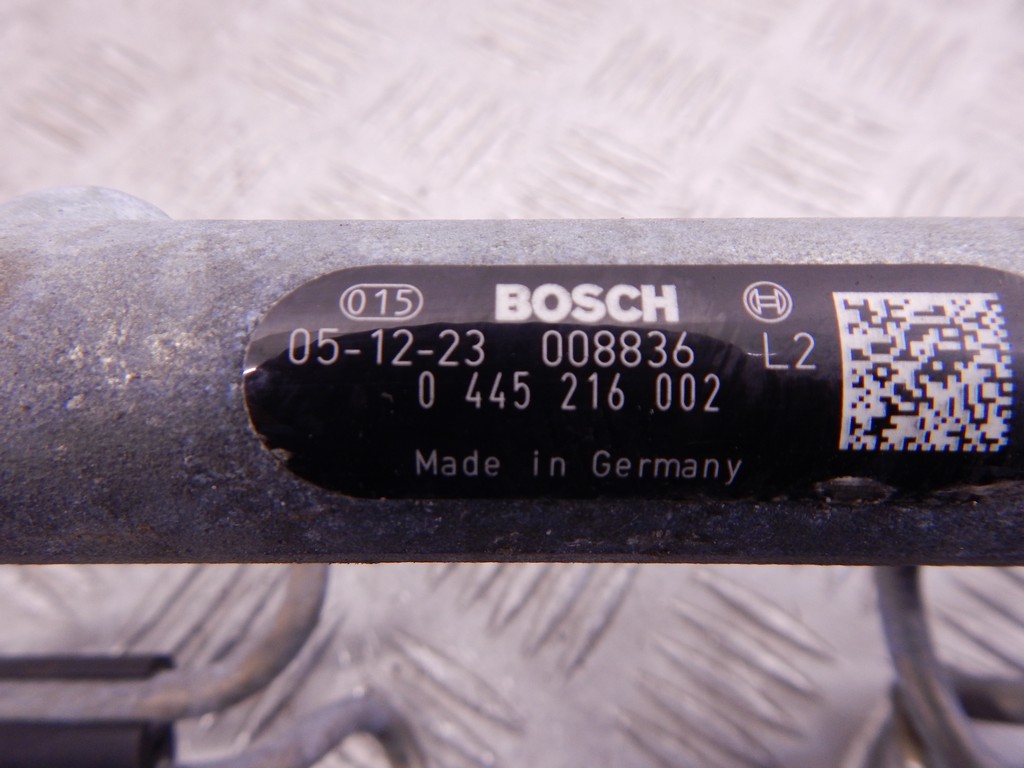 015 BOSCH
05-12-23 008836 L2
0 445 216 002
Made in Germany